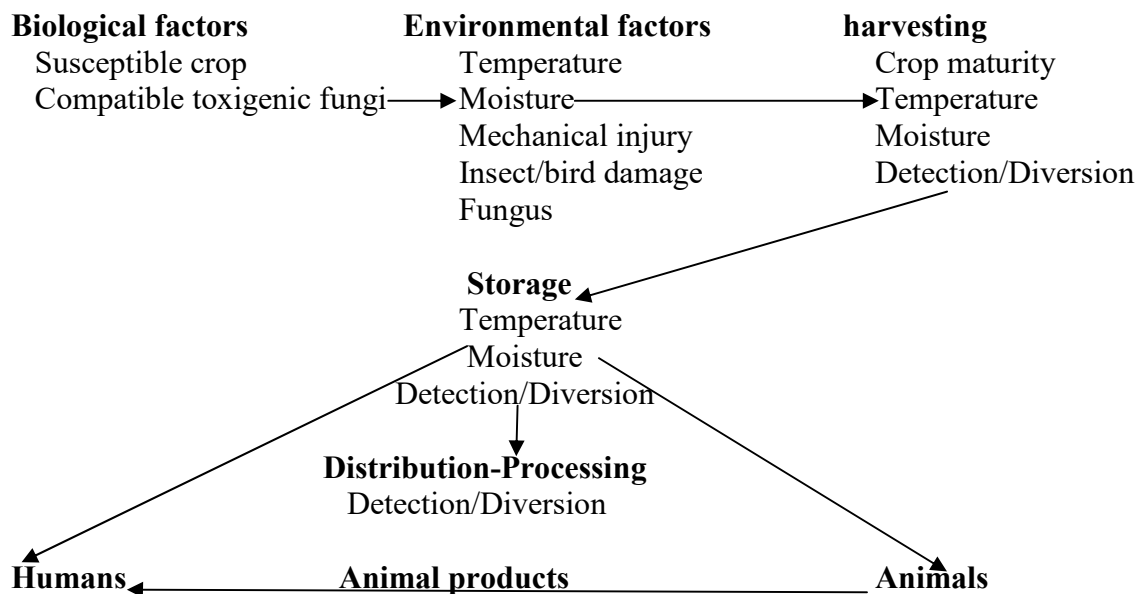 Biological factors Environmental factors harvesting
Susceptible crop Temperature Crop maturity
Compatible toxigenic fungi Moisture Temperature
Mechanical injury Moisture
Insect/bird damage Detection/Diversion
Fungus
Storage
Temperature
Moisture
Detection/Diversion
Distribution-Processing
Detection/Diversion
Humans Animal products Animals